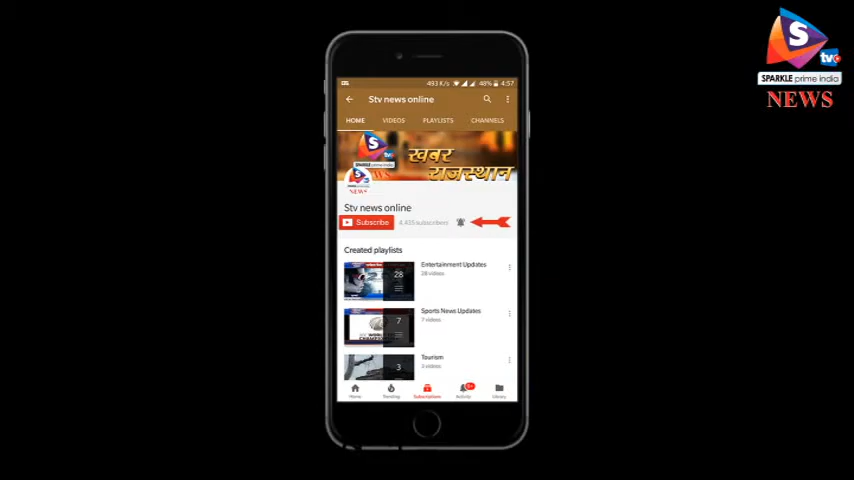 S
tv
SPARKLE prime india
NEWS
493 K/s 48% 4:57
Stv news online
HOME VIDEOS PLAYLISTS CHANNELS
खबर
राजस्थान
NEWS
Stv news online
Subscribe 4,435 subscribers
Created playlists
Entertainment Updates
28 videos
28
Sports News Updates
7 videos
7
Tourism
3 videos
3
Home Trending Subscriptions Activity Library